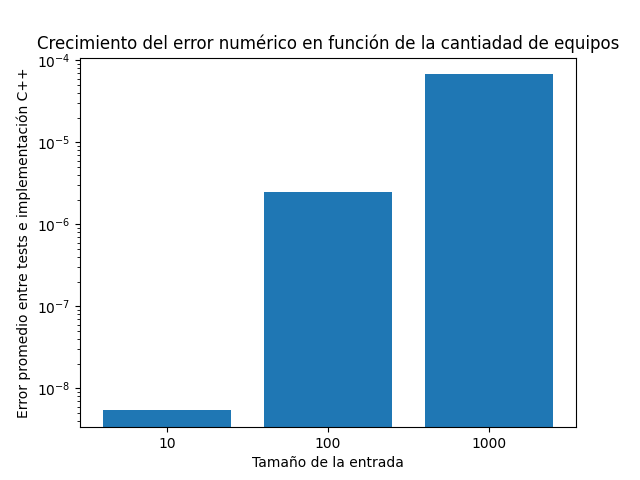 Crecimiento del error numérico en función de la cantiadad de equipos
Error promedio entre tests e implementación C++
10⁻⁴
10⁻⁵
10⁻⁶
10⁻⁷
10⁻⁸
10
100
1000
Tamaño de la entrada